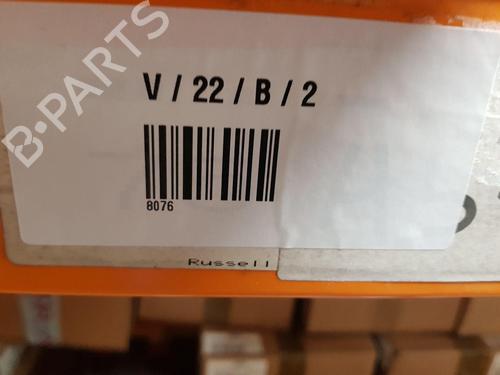 B-PARTS
V / 22 / B / 2
8076
Russell